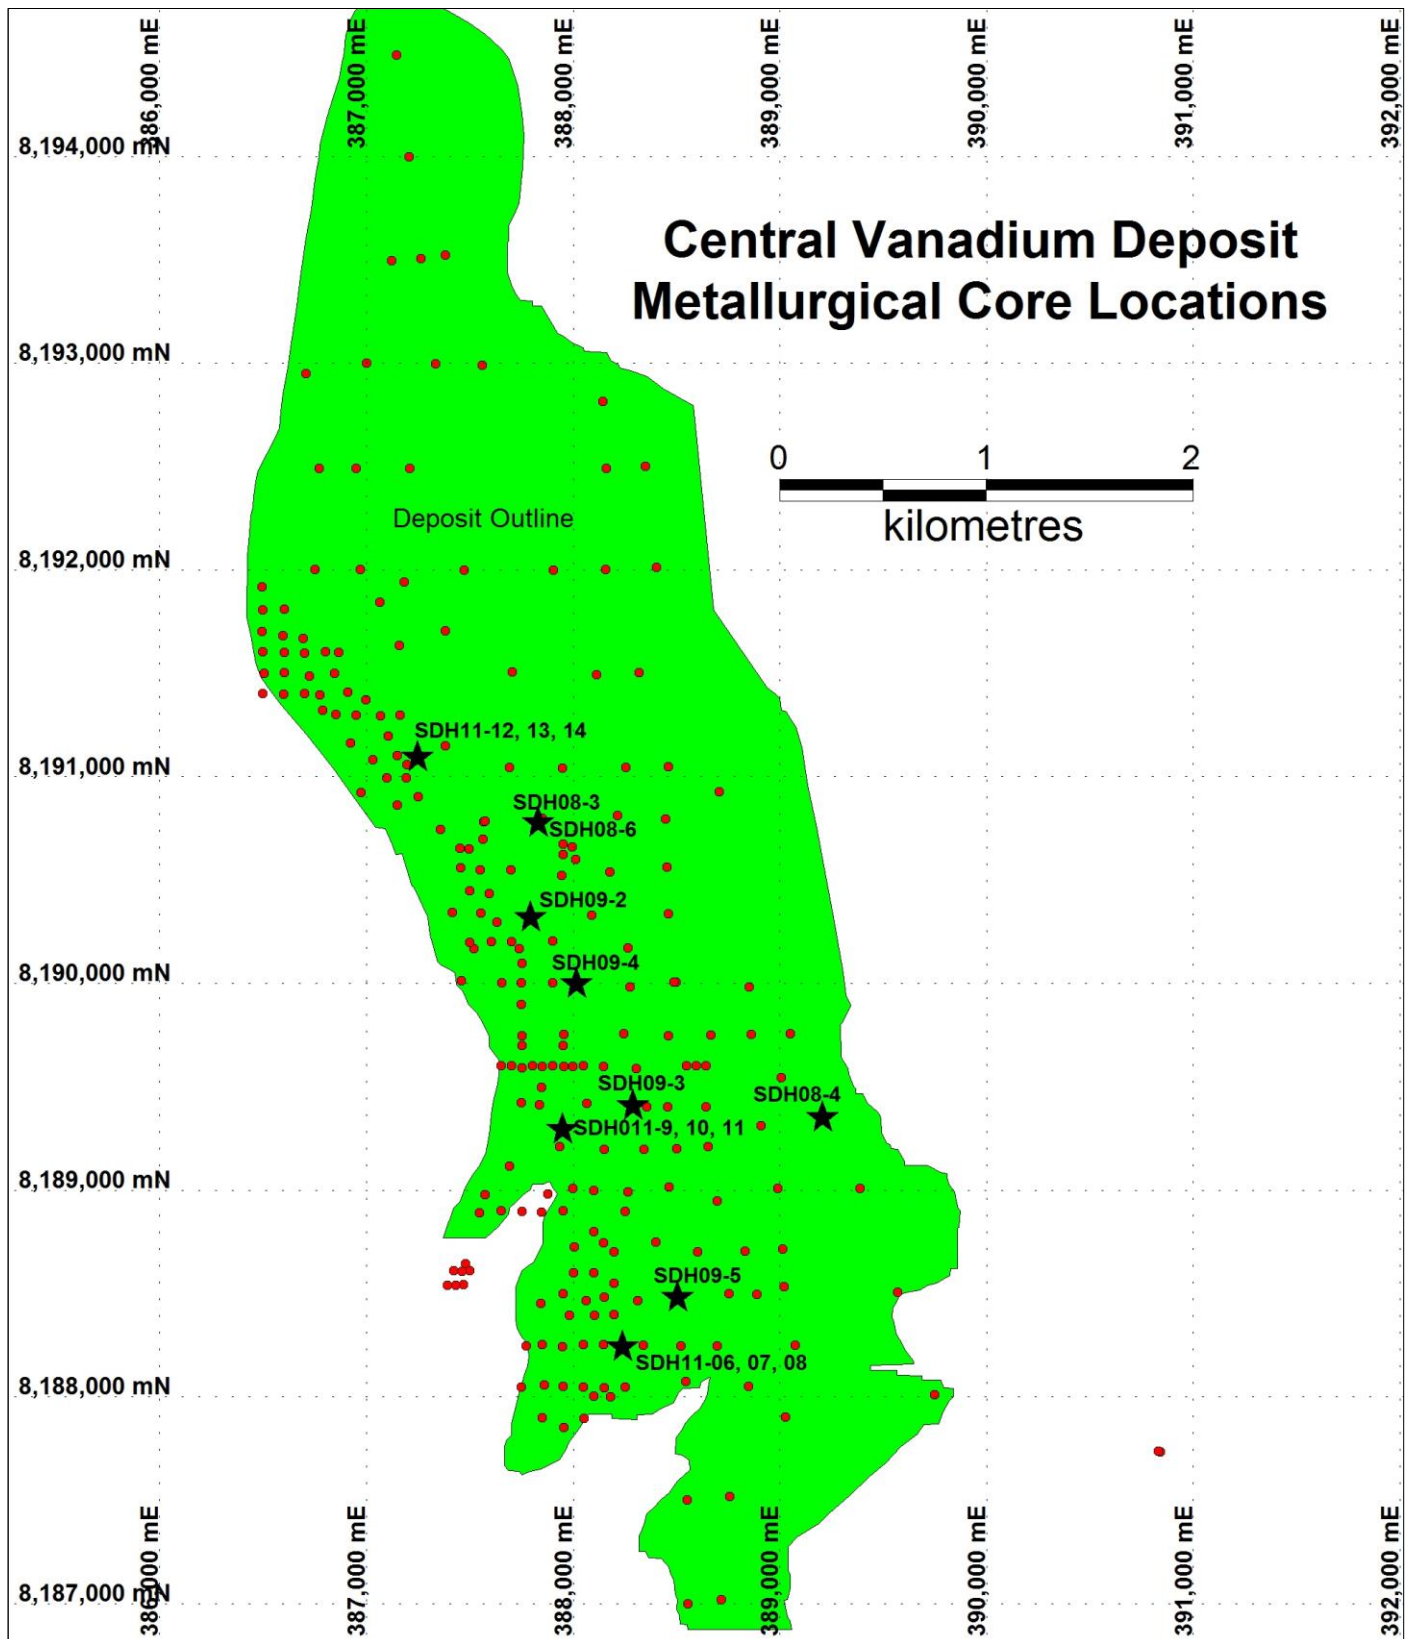 386,000 mE
387,000 mE
388,000 mE
389,000 mE
390,000 mE
391,000 mE
392,000 mE
8,194,000 mN
Central Vanadium Deposit
Metallurgical Core Locations
8,193,000 mN
0 1 2
kilometres
Deposit Outline
8,192,000 mN
SDH11-12, 13, 14
8,191,000 mN
SDH08-3
SDH08-6
SDH09-2
SDH09-4
8,190,000 mN
SDH09-3
SDH08-4
SDH011-9, 10, 11
8,189,000 mN
SDH09-5
SDH11-06, 07, 08
8,188,000 mN
8,187,000 mN
386,000 mE
387,000 mE
388,000 mE
389,000 mE
390,000 mE
391,000 mE
392,000 mE